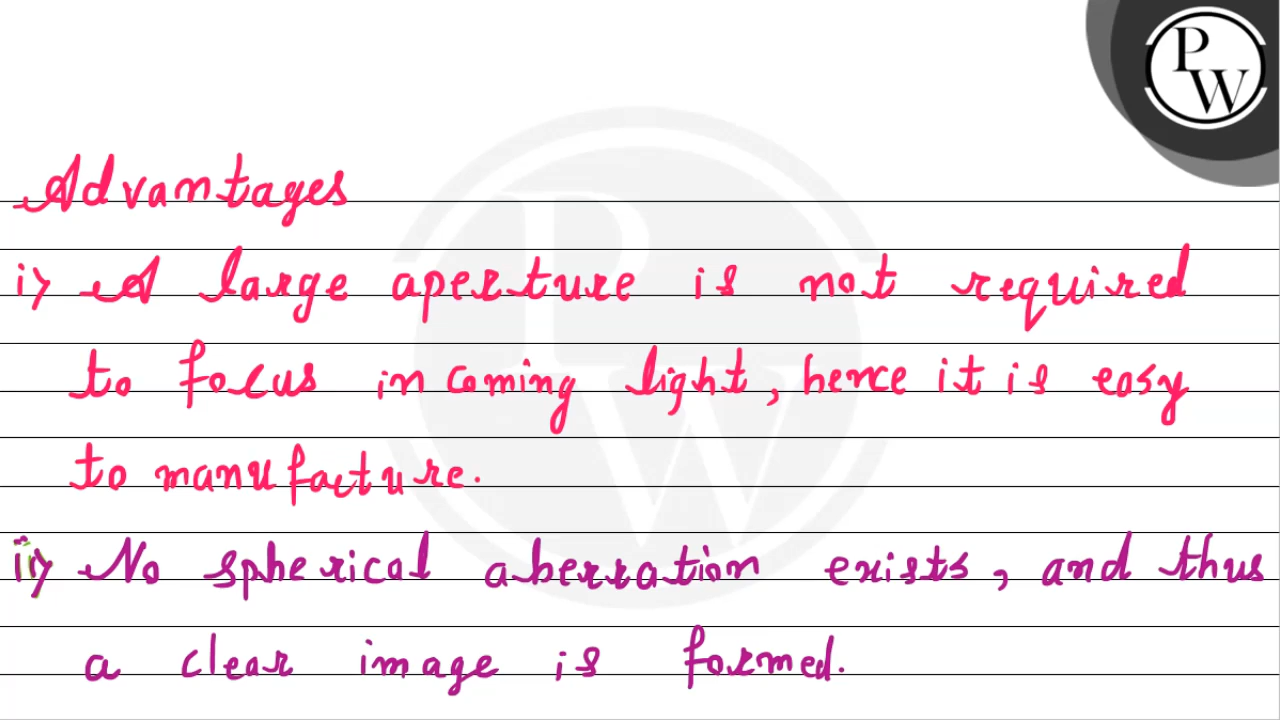 PW
Advantages
i) A large aperture is not required
to focus incoming light, hence it is easy
to manufacture.
ii) No spherical aberration exists, and thus
a clear image is formed.